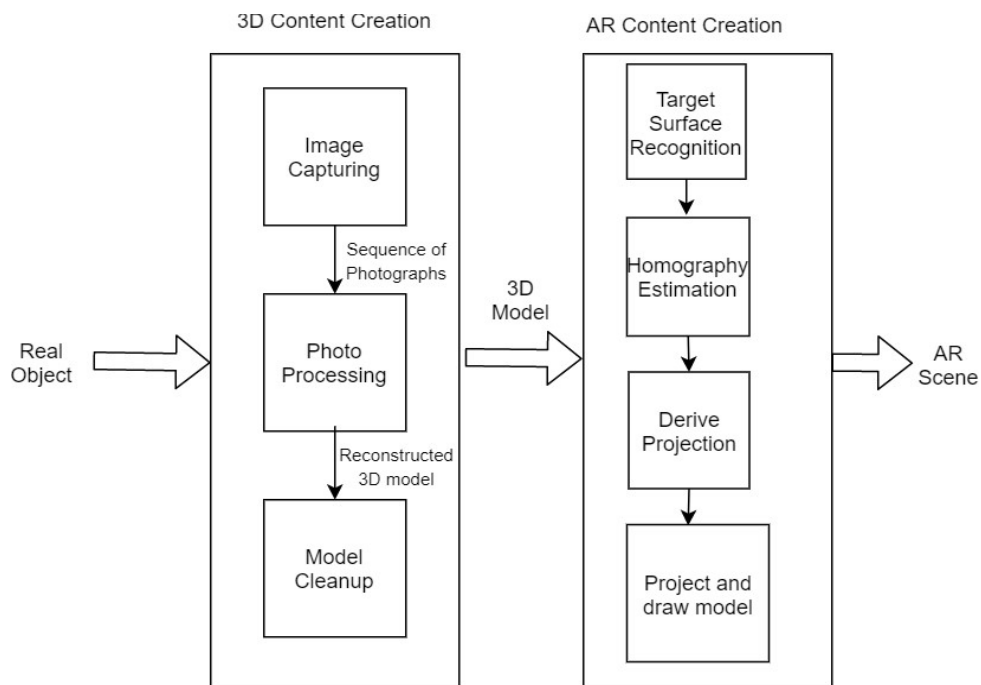 3D Content Creation
AR Content Creation
Real
Object
Image
Capturing
Sequence of
Photographs
Photo
Processing
Reconstructed
3D model
Model
Cleanup
3D
Model
Target
Surface
Recognition
Homography
Estimation
Derive
Projection
Project and
draw model
AR
Scene